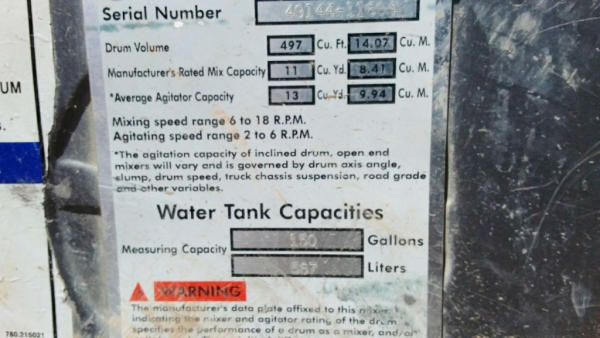 Serial Number
Drum Volume 497 Cu. Ft. 14.07 Cu. M.
Manufacturer's Rated Mix Capacity 11 Cu. Yd. 8.41 Cu. M.
*Average Agitator Capacity 13 Cu. Yd. 9.94 Cu. M.
Mixing speed range 6 to 18 R.P.M.
Agitating speed range 2 to 6 R.P.M.
*The agitation capacity of inclined drum, open end
mixers will vary and is governed by drum axis angle,
slump, drum speed, truck chassis suspension, road grade
and other variables.
Water Tank Capacities
Measuring Capacity 150 Gallons
567 Liters
WARNING
The manufacturer's data plate affixed to this mixer
indicating the mixer and agitator rating of the drum
specifies the performance of a drum as a mixer, and/or
UM
780.215021